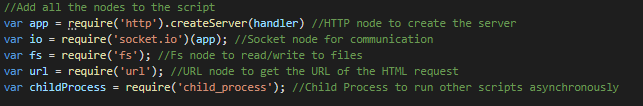 //Add all the nodes to the script
var app = require('http').createServer(handler) //HTTP node to create the server
var io = require('socket.io')(app); //Socket node for communication
var fs = require('fs'); //Fs node to read/write to files
var url = require('url'); //URL node to get the URL of the HTML request
var childProcess = require('child_process'); //Child Process to run other scripts asynchronously